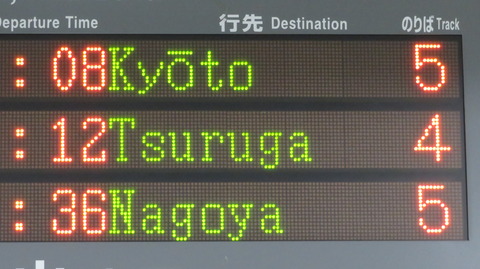 Departure Time 行先 Destination のりば Track
:08 Kyōto 5
:12 Tsuruga 4
:36 Nagoya 5